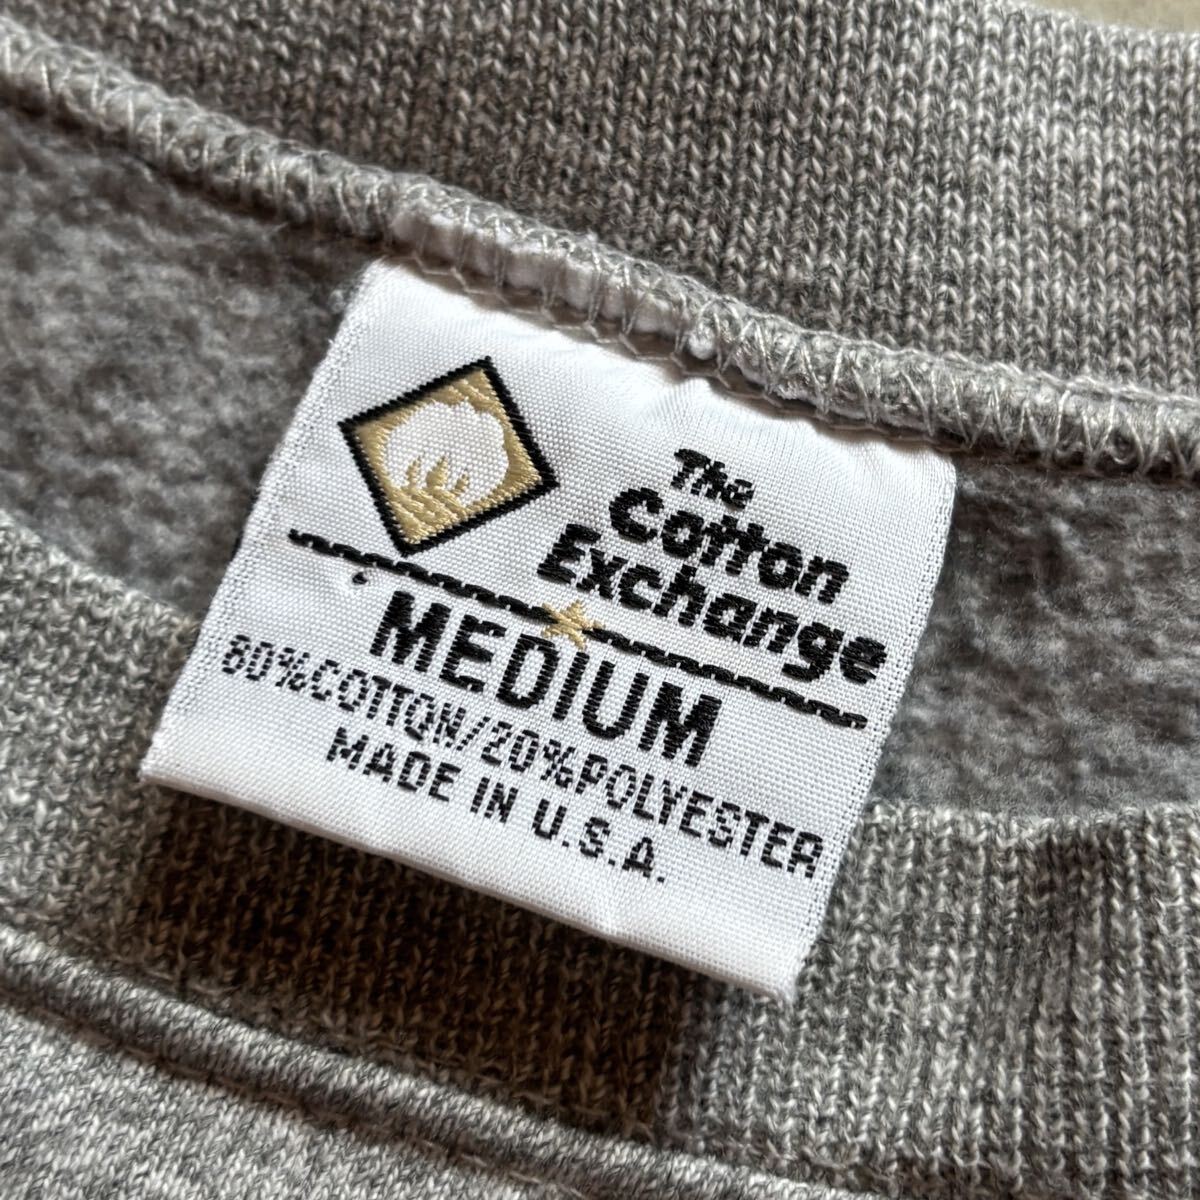 The
Cotton
Exchange
MEDIUM
80%COTTON/20%POLYESTER
MADE IN U.S.A.